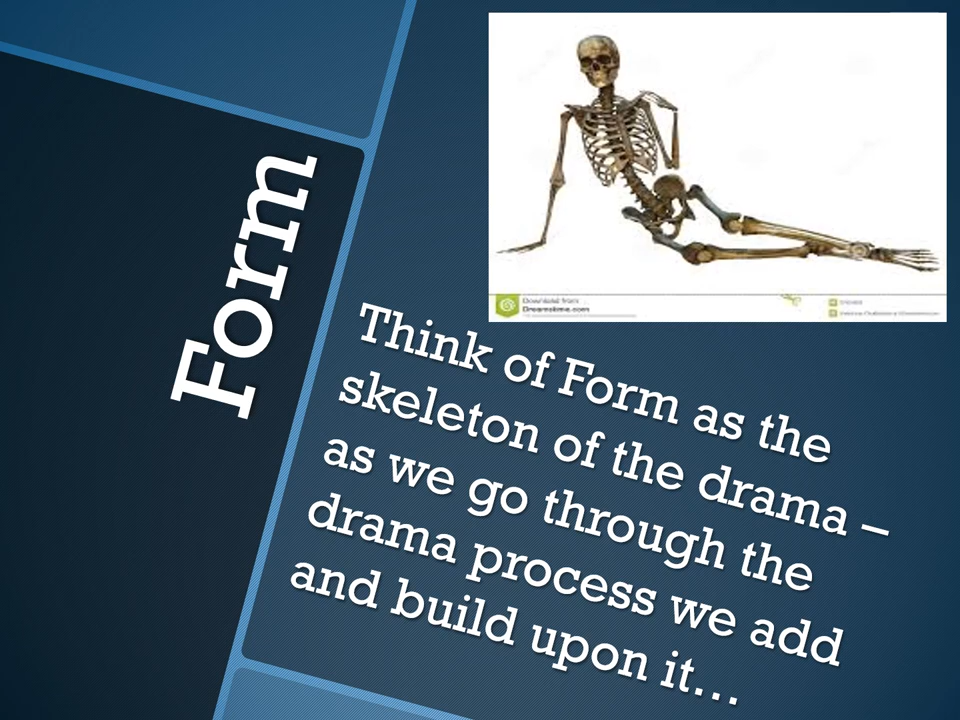 Form
Download from
Dreamstime.com
Think of Form as the
skeleton of the drama –
as we go through the
drama process we add
and build upon it…